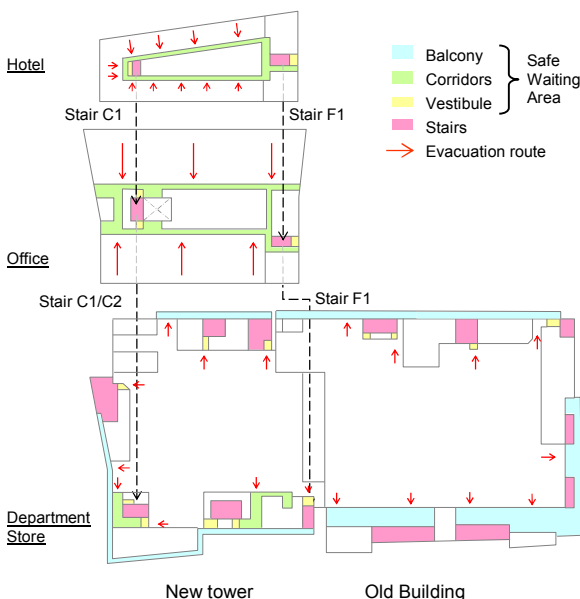 Hotel
Balcony
Corridors
Vestibule
Stairs
Evacuation route
Safe
Waiting
Area
Stair C1
Stair F1
Office
Stair C1/C2
Stair F1
Department
Store
New tower
Old Building